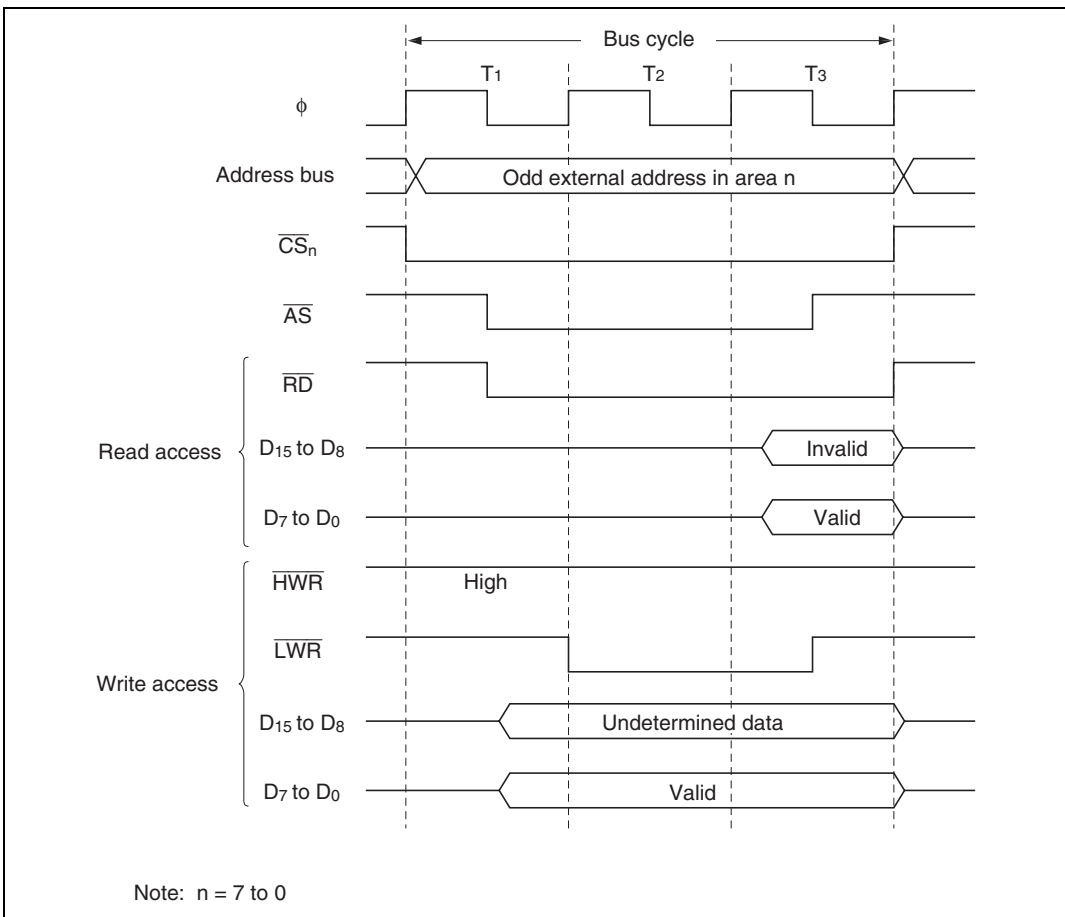 Bus cycle
T1 T2 T3
ϕ
Address bus Odd external address in area n
CSn
AS
RD
Read access D15 to D8 Invalid
D7 to D0 Valid
HWR High
LWR
Write access
D15 to D8 Undetermined data
D7 to D0 Valid
Note: n = 7 to 0